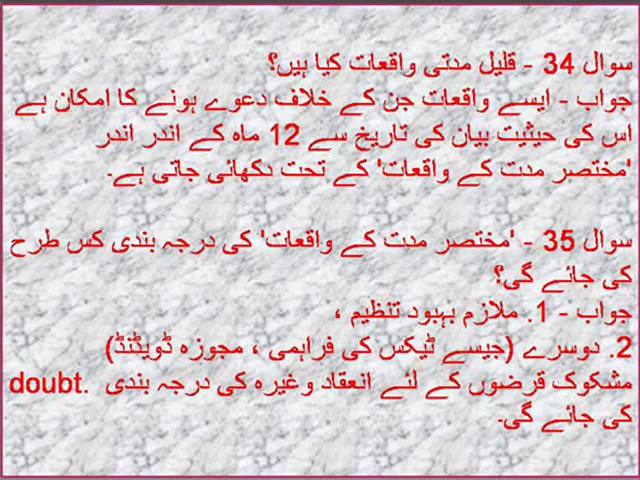 سوال 34 - قلیل مدتی واقعات کیا ہیں؟
جواب - ایسے واقعات جن کے خلاف دعوے ہونے کا امکان ہے
اس کی حیثیت بیان کی تاریخ سے 12 ماہ کے اندر اندر
'مختصر مدت کے واقعات' کے تحت دکھائی جاتی ہے۔
سوال 35 - 'مختصر مدت کے واقعات' کی درجہ بندی کس طرح
کی جائے گی؟
جواب - 1. ملازم بہبود تنظیم ،
2. دوسرے (جیسے ٹیکس کی فراہمی ، مجوزہ ڈویڈنڈ)
مشکوک قرضوں کے لئے انعقاد وغیرہ کی درجہ بندی doubt.
کی جائے گی۔